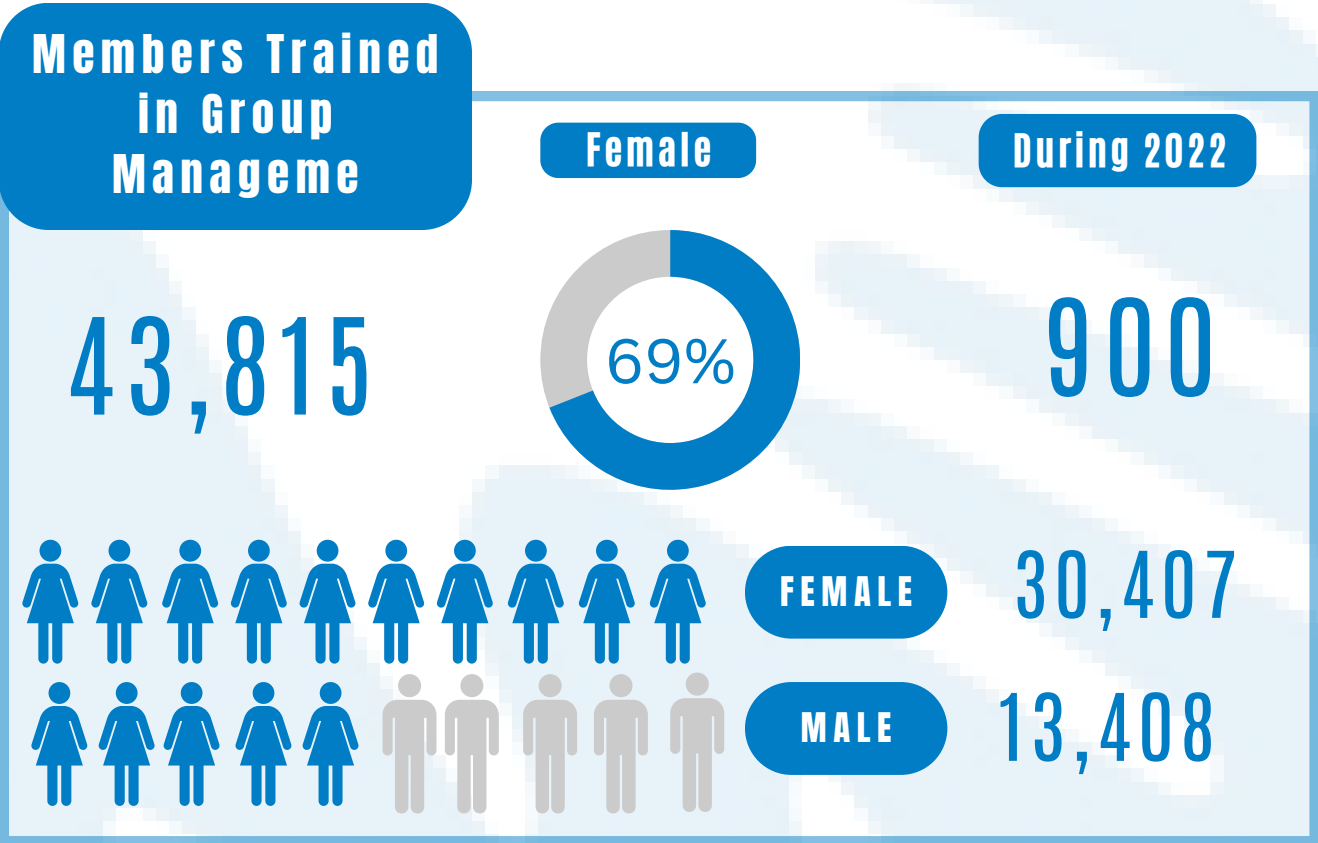 Members Trained
in Group
Manageme
Female
During 2022
43,815
69%
900
FEMALE
30,407
MALE
13,408